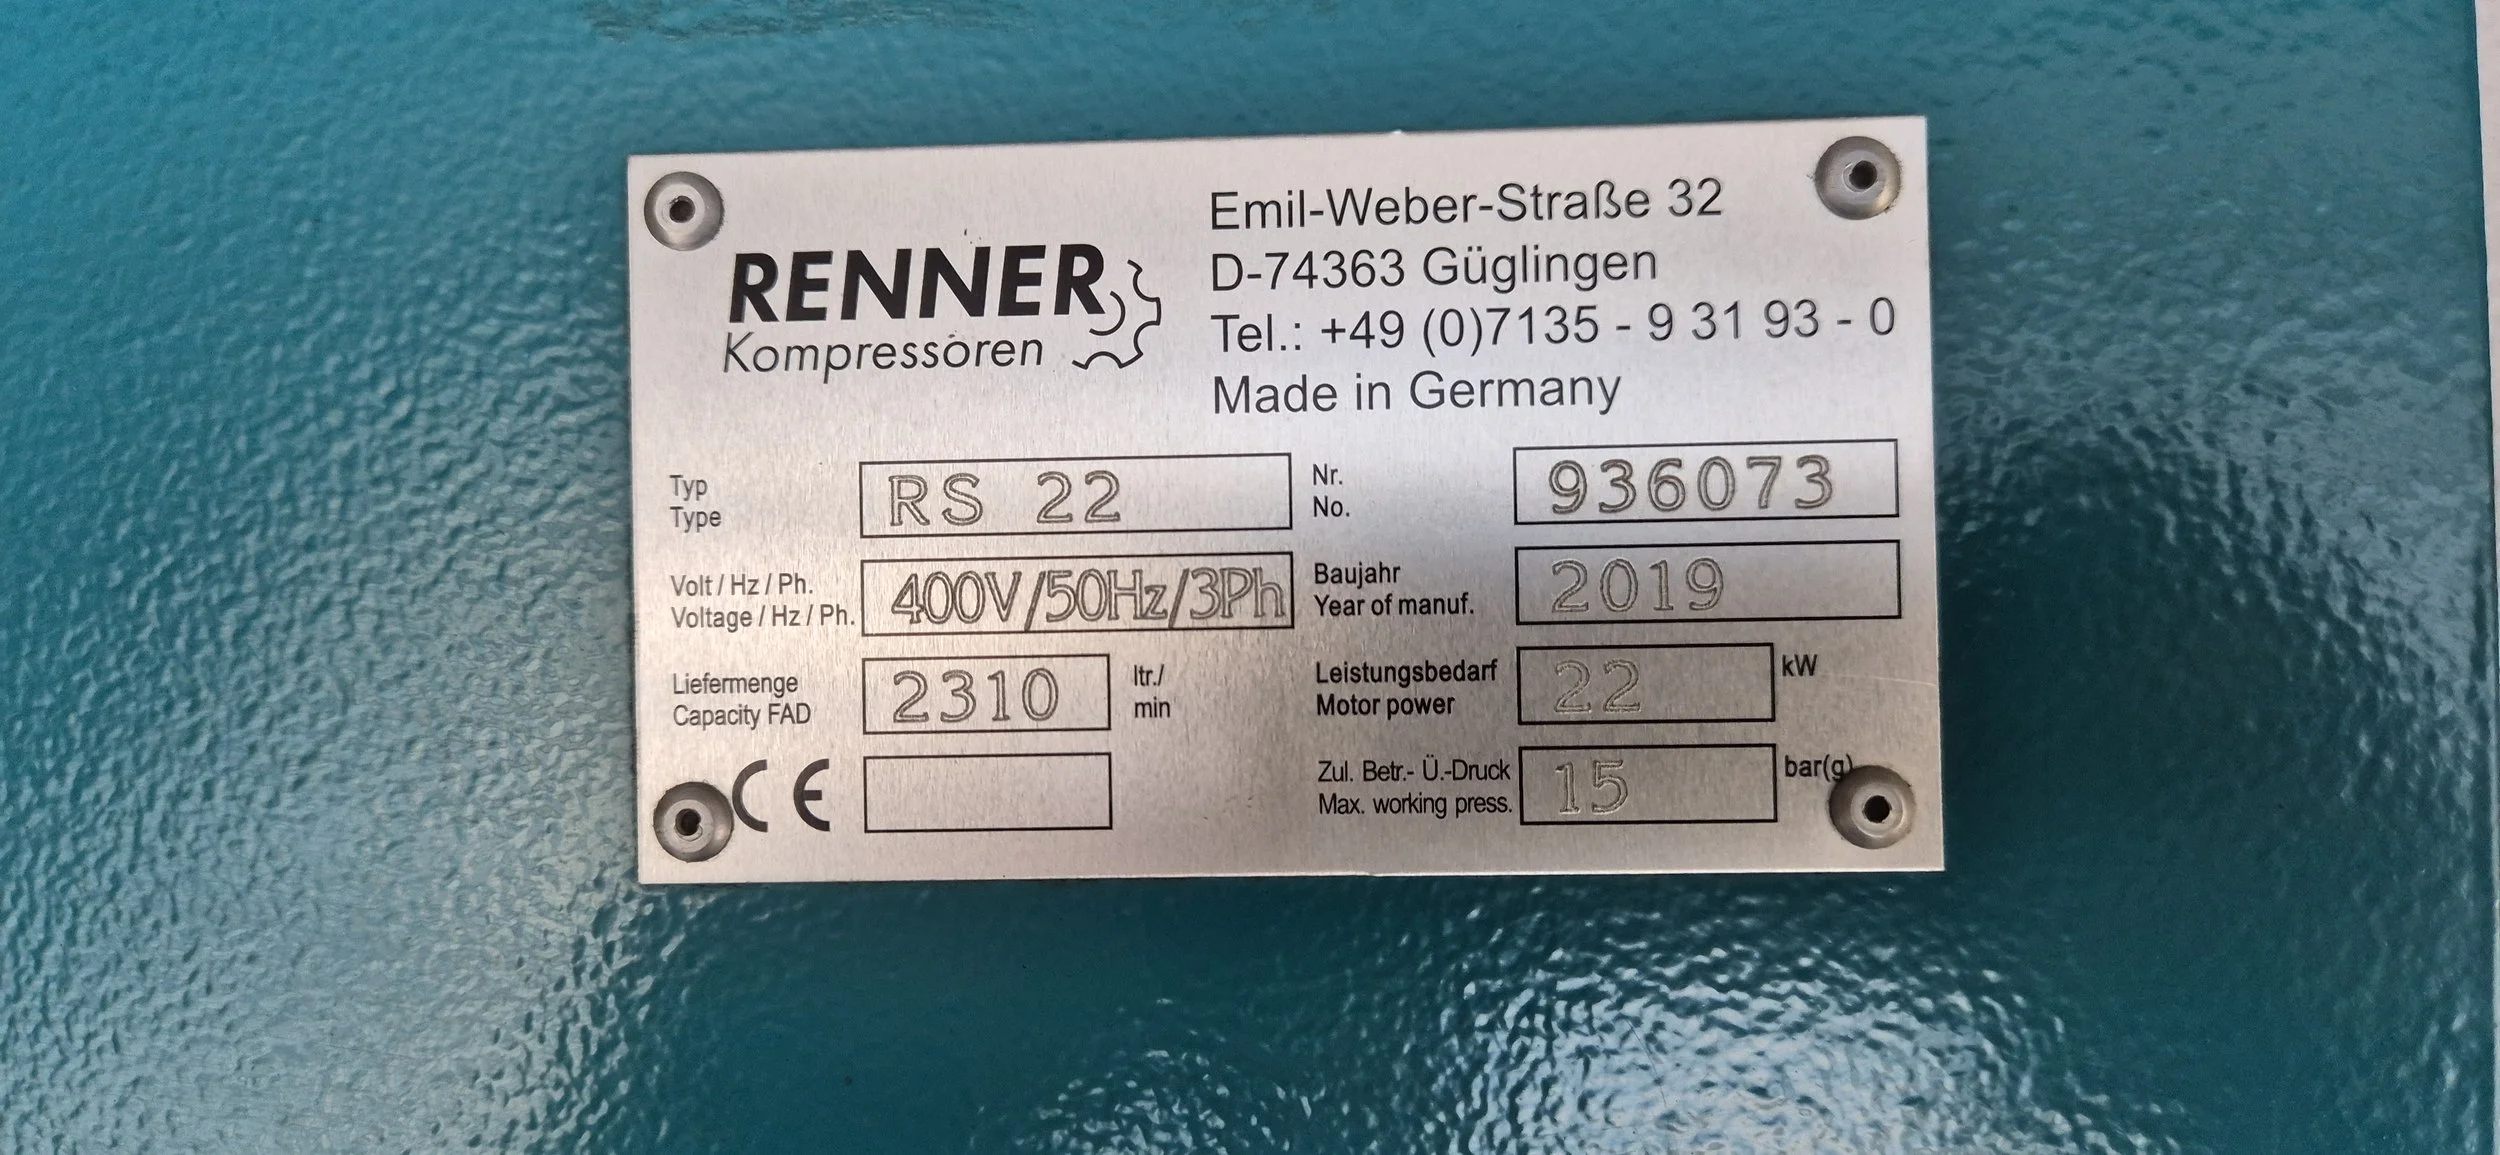 RENNER
Kompressoren
Emil-Weber-Straße 32
D-74363 Güglingen
Tel.: +49 (0)7135 - 9 31 93 - 0
Made in Germany
Typ
Type
RS 22
Nr.
No.
936073
Volt / Hz / Ph.
Voltage / Hz / Ph.
400V/50Hz/3Ph
Baujahr
Year of manuf.
2019
Liefermenge
Capacity FAD
2310
ltr./
min
Leistungsbedarf
Motor power
22
kW
CE
Zul. Betr.- Ü.-Druck
Max. working press.
15
bar(g)